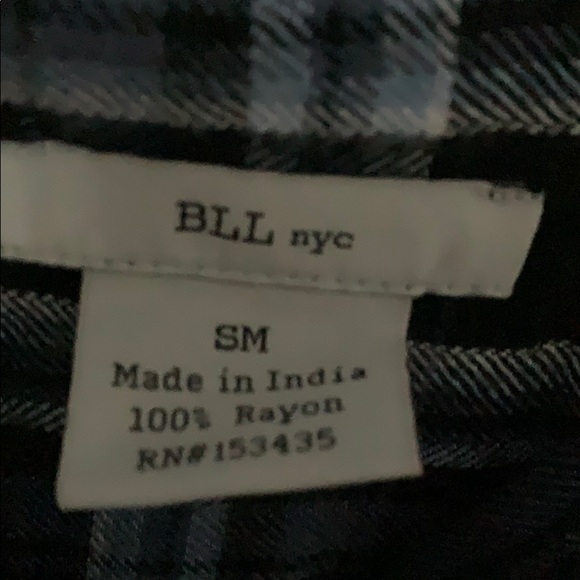 BLL nyc
SM
Made in India
100% Rayon
RN#153435